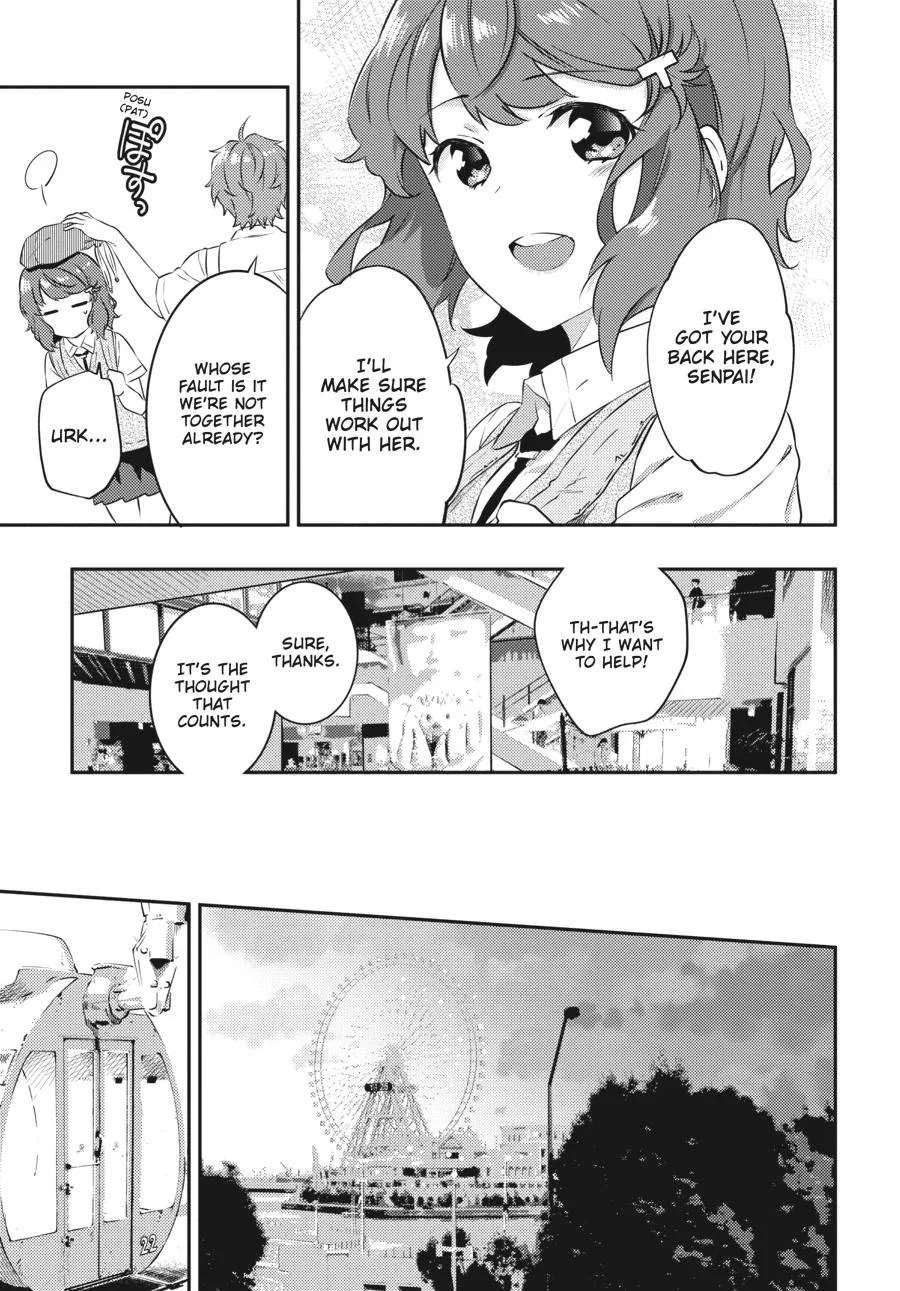 I'VE
GOT YOUR
BACK HERE,
SENPAI!
I'LL
MAKE SURE
THINGS
WORK OUT
WITH HER.
POSU
(PAT)
ぽすっ
WHOSE
FAULT IS IT
WE'RE NOT
TOGETHER
ALREADY?
URK...
TH-THAT'S
WHY I WANT
TO HELP!
SURE,
THANKS.
IT'S THE
THOUGHT
THAT
COUNTS.
22